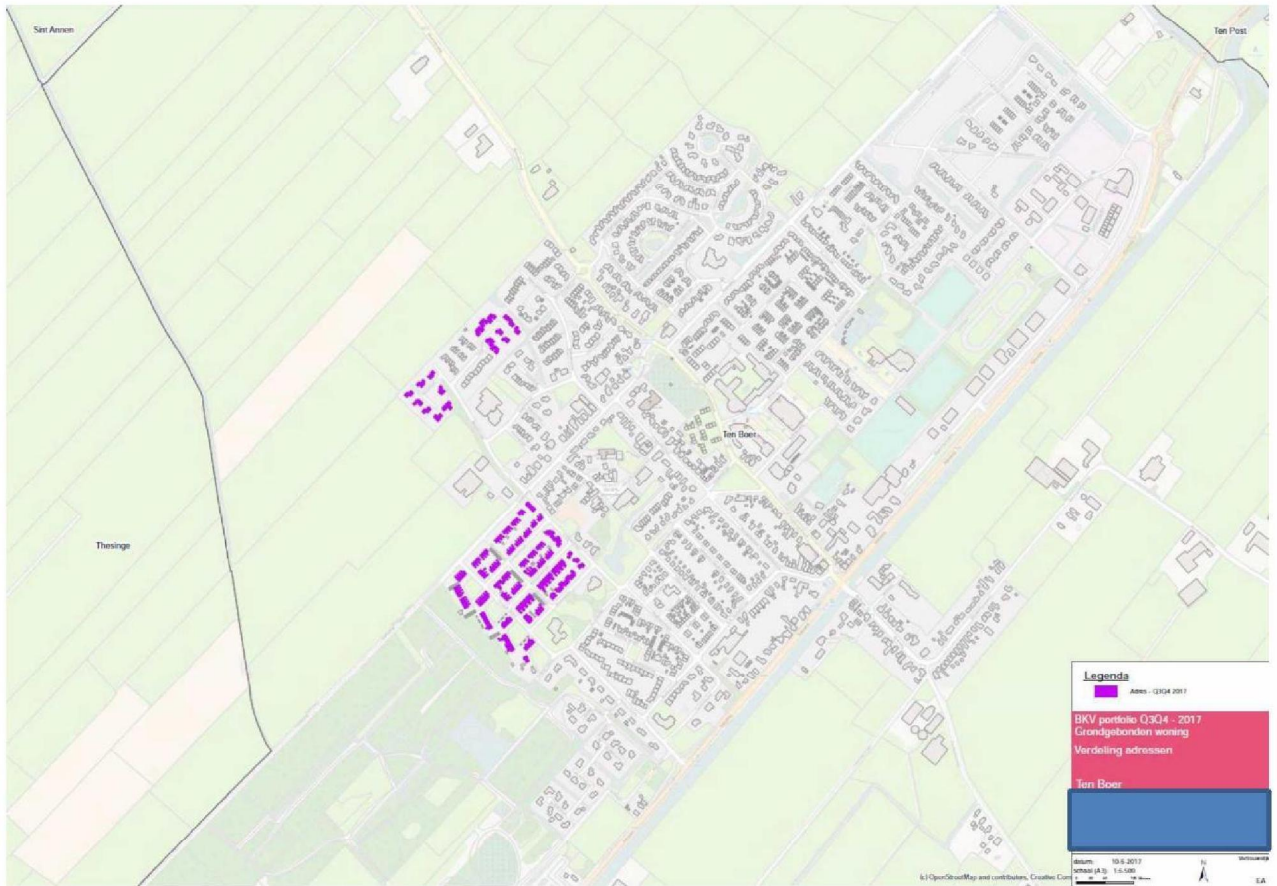 Sint Annen
Ten Post
Ten Boer
Thesinge
Legenda
Adres - Q3Q4 2017
BKV portfolio Q3Q4 - 2017
Grondgebonden woning
Verdeling adressen
Ten Boer
datum: 10-6-2017
schaal (A3): 1:5.500
N
(c) OpenStreetMap and contributors, Creative Com